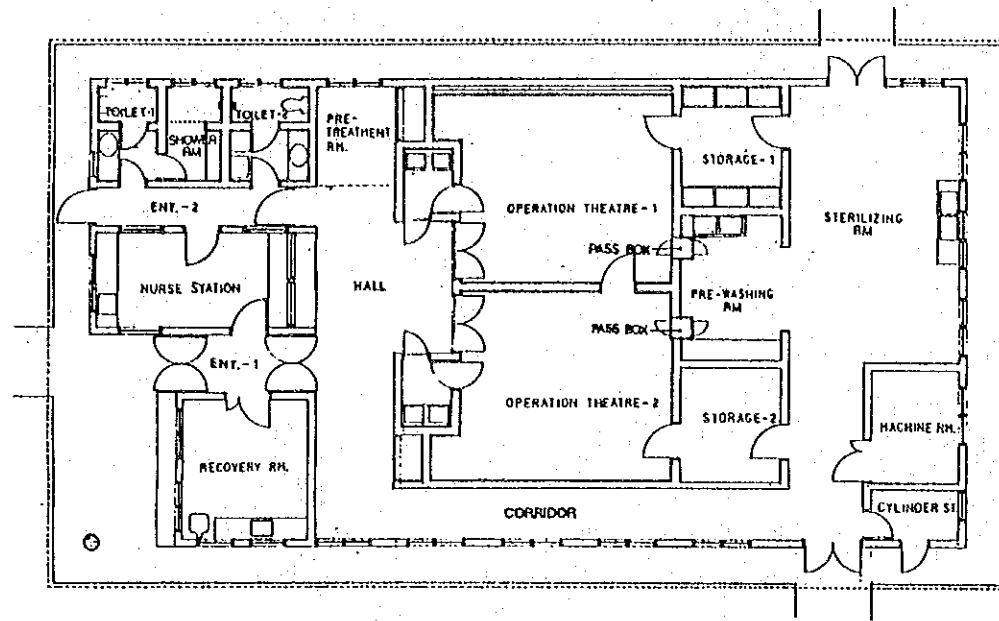 TOILET-1
SHOWER
RM
TOILET-2
PRE-
TREATMENT
RM.
ENT.-2
NURSE STATION
HALL
ENT.-1
RECOVERY RM.
OPERATION THEATRE-1
PASS BOX
PASS BOX
OPERATION THEATRE-2
STORAGE-1
PRE-WASHING
RM
STORAGE-2
STERILIZING
RM
MACHINE RM.
CYLINDER ST.
CORRIDOR